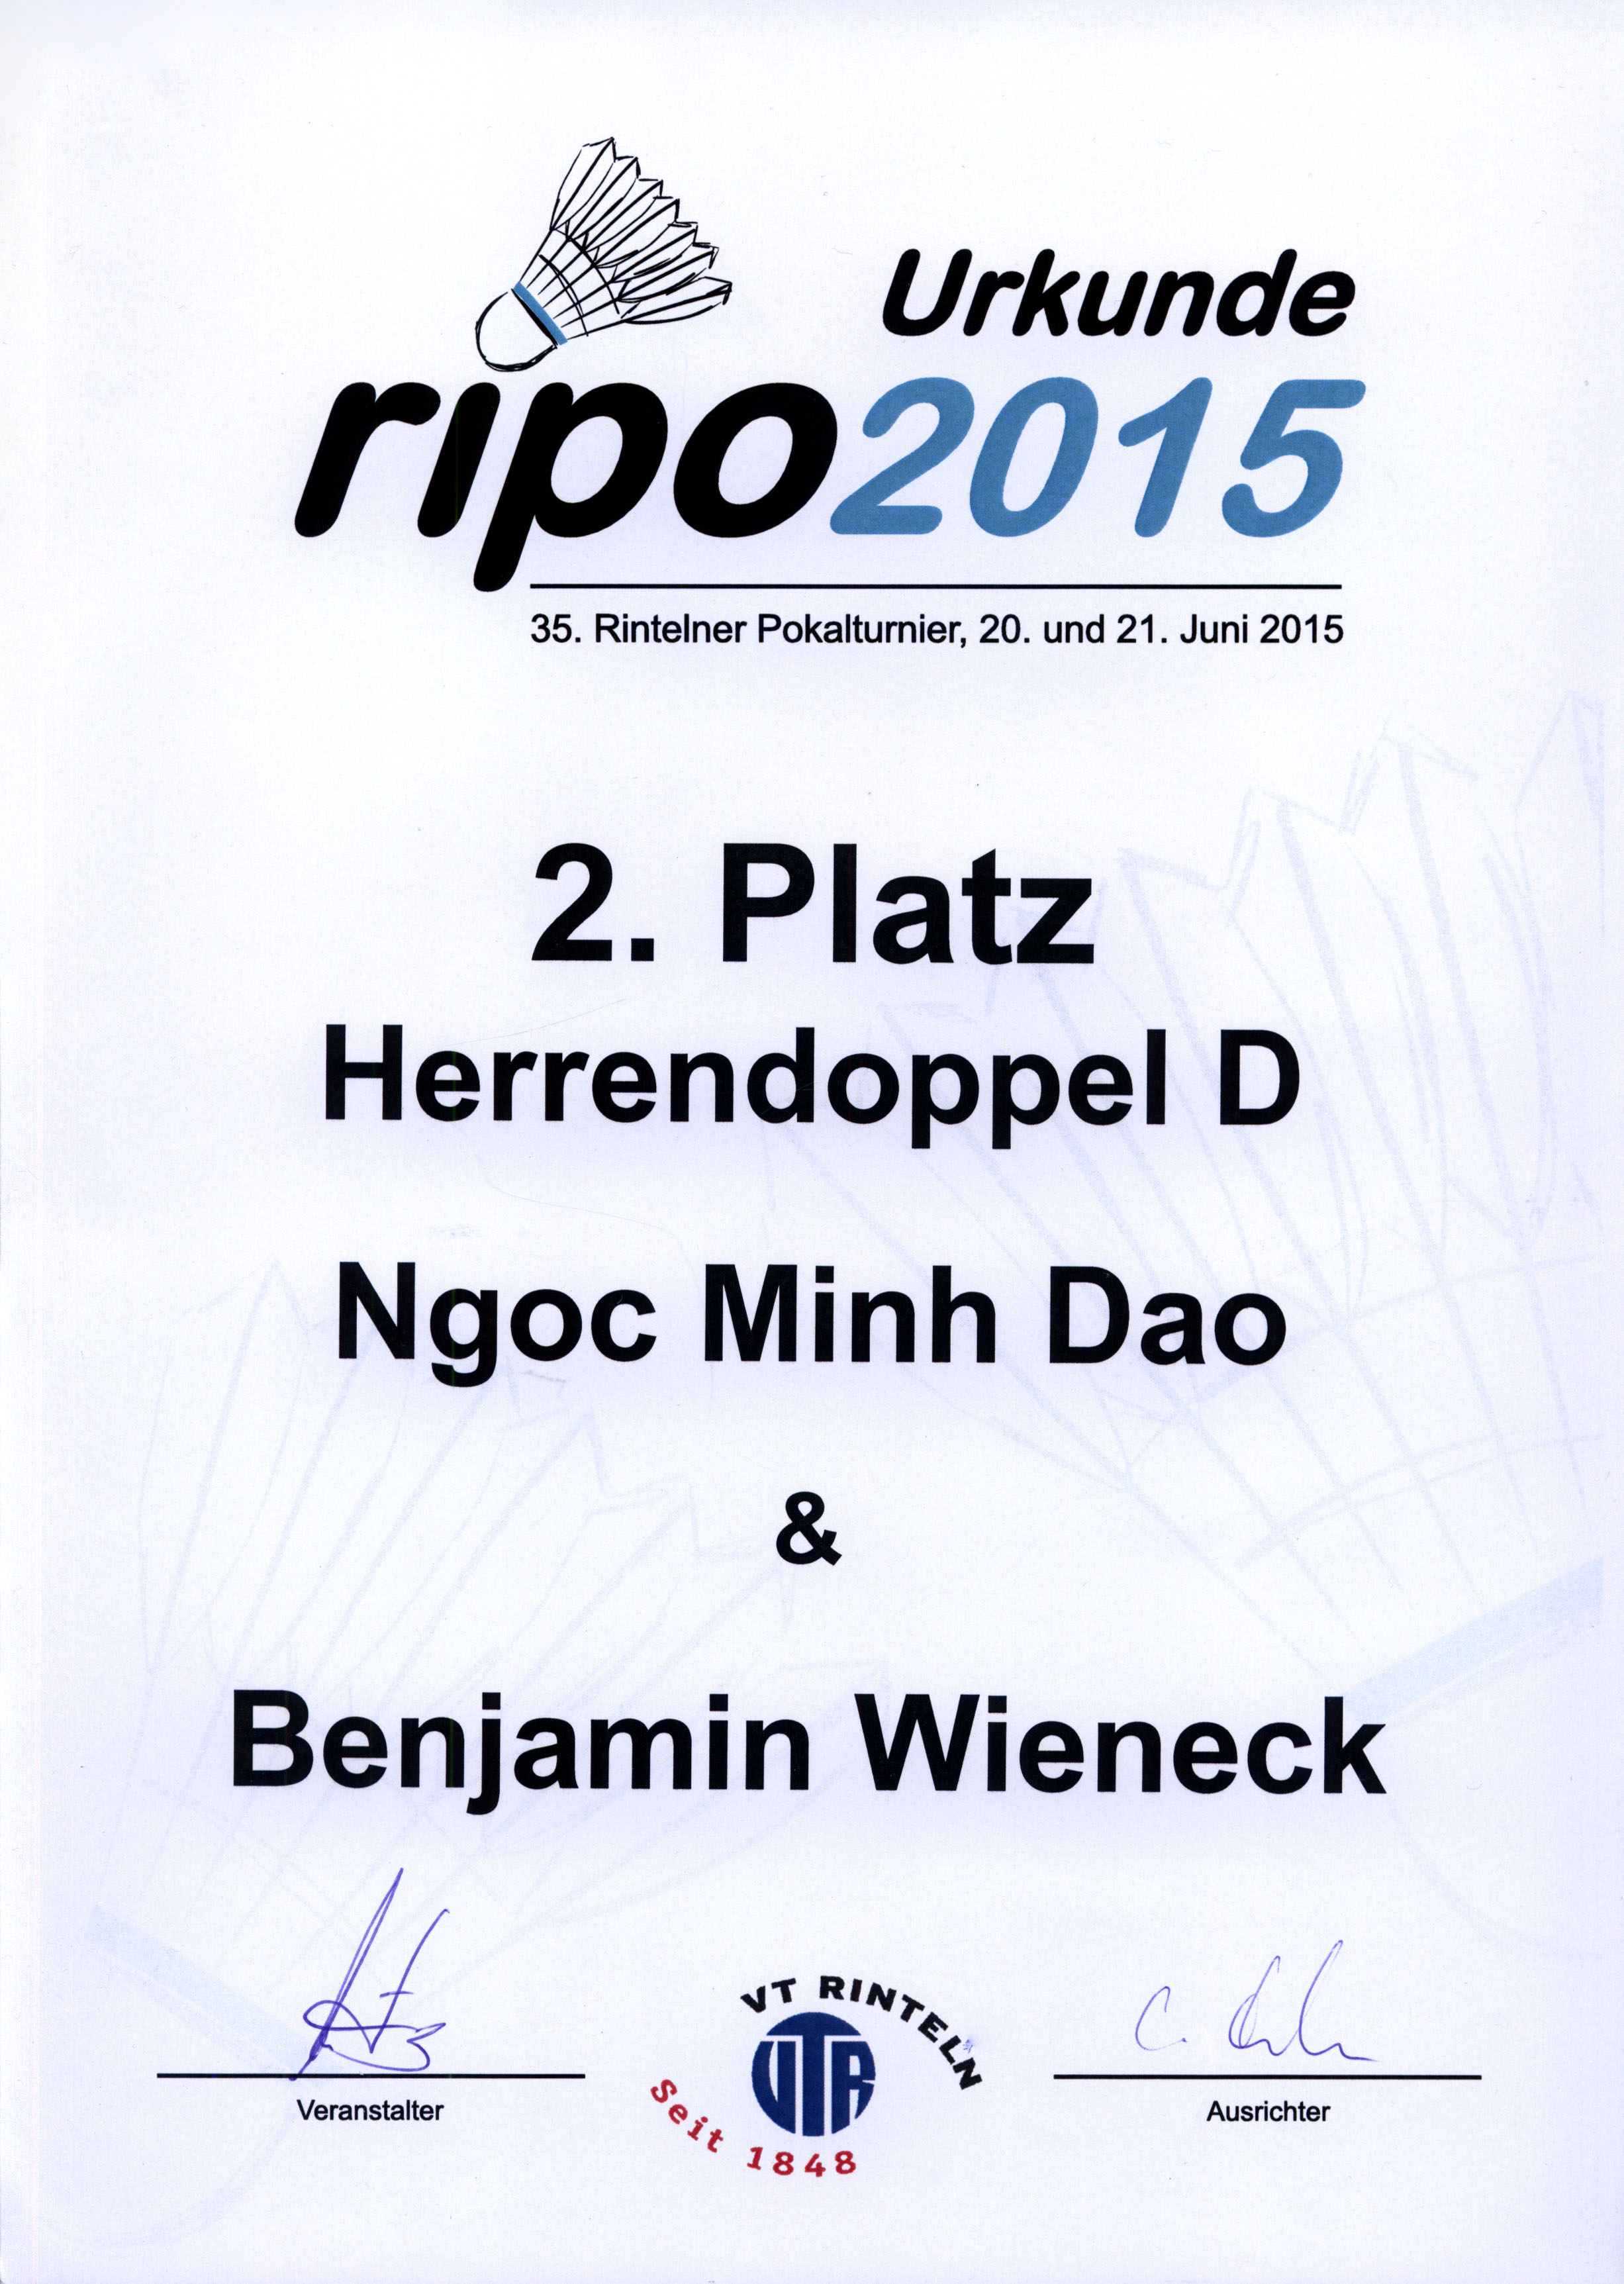 Urkunde
ripo2015
35. Rintelner Pokalturnier, 20. und 21. Juni 2015
2. Platz
Herrendoppel D
Ngoc Minh Dao
&
Benjamin Wieneck
VT RINTELN
VTR
Seit 1848
Veranstalter
Ausrichter